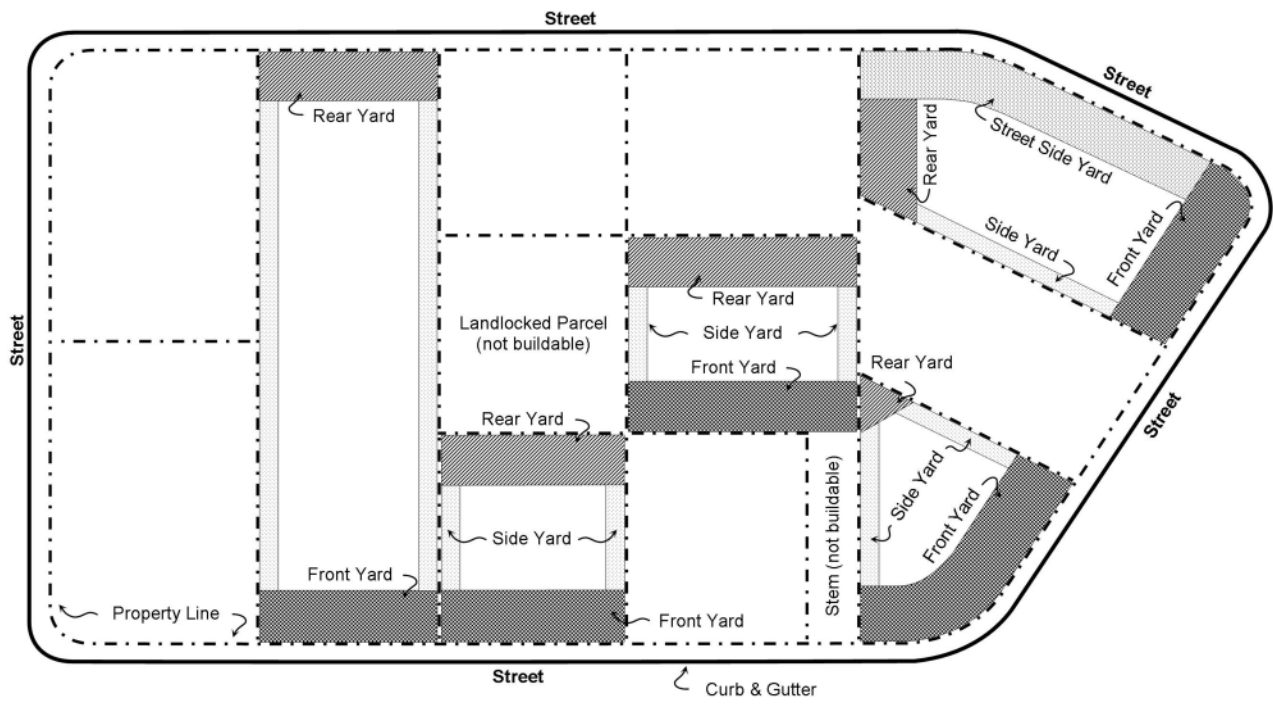 Street
Street
Rear Yard
Rear Yard
Street Side Yard
Side Yard
Front Yard
Rear Yard
Street
Landlocked Parcel
(not buildable)
Side Yard
Front Yard
Rear Yard
Rear Yard
Street
Side Yard
Stem (not buildable)
Side Yard
Front Yard
Front Yard
Property Line
Front Yard
Street
Curb & Gutter